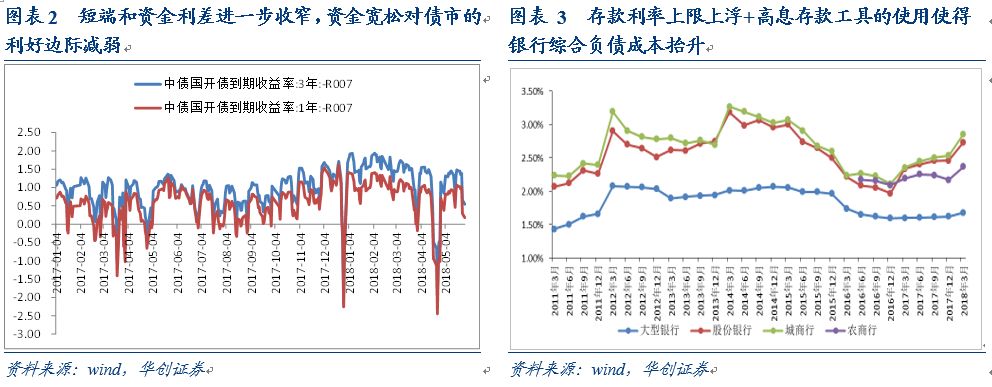 图表 2 短端和资金利差进一步收窄，资金宽松对债市的
利好边际减弱
中债国开债到期收益率:3年:-R007
中债国开债到期收益率:1年:-R007
2.50
2.00
1.50
1.00
0.50
0.00
-0.50
-1.00
-1.50
-2.00
-2.50
-3.00
2017-01-04
2017-02-04
2017-03-04
2017-04-04
2017-05-04
2017-06-04
2017-07-04
2017-08-04
2017-09-04
2017-10-04
2017-11-04
2017-12-04
2018-01-04
2018-02-04
2018-03-04
2018-04-04
2018-05-04
资料来源：wind，华创证券
图表 3 存款利率上限上浮+高息存款工具的使用使得
银行综合负债成本抬升
3.50%
3.00%
2.50%
2.00%
1.50%
1.00%
2011年3月
2011年6月
2011年9月
2011年12月
2012年3月
2012年6月
2012年9月
2012年12月
2013年3月
2013年6月
2013年9月
2013年12月
2014年3月
2014年6月
2014年9月
2014年12月
2015年3月
2015年6月
2015年9月
2015年12月
2016年3月
2016年6月
2016年9月
2016年12月
2017年3月
2017年6月
2017年9月
2017年12月
2018年3月
大型银行
股份银行
城商行
农商行
资料来源：wind，华创证券